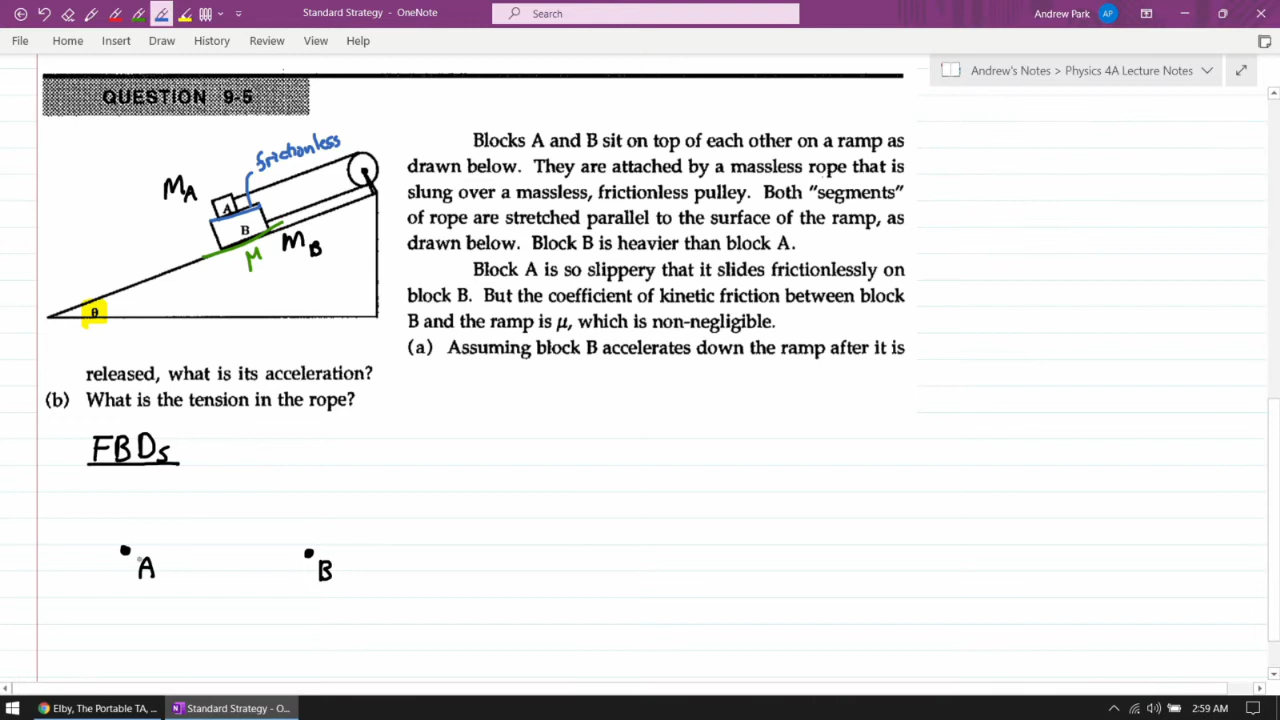 Standard Strategy - OneNote
Search
Andrew Park
AP
File Home Insert Draw History Review View Help
Andrew's Notes > Physics 4A Lecture Notes
QUESTION 9-5
frictionless
MA
A
B
MB
μ
θ
Blocks A and B sit on top of each other on a ramp as
drawn below. They are attached by a massless rope that is
slung over a massless, frictionless pulley. Both "segments"
of rope are stretched parallel to the surface of the ramp, as
drawn below. Block B is heavier than block A.
Block A is so slippery that it slides frictionlessly on
block B. But the coefficient of kinetic friction between block
B and the ramp is μ, which is non-negligible.
(a) Assuming block B accelerates down the ramp after it is
released, what is its acceleration?
(b) What is the tension in the rope?
FBDs
A
B
Elby, The Portable TA, ...
Standard Strategy - O...
2:59 AM